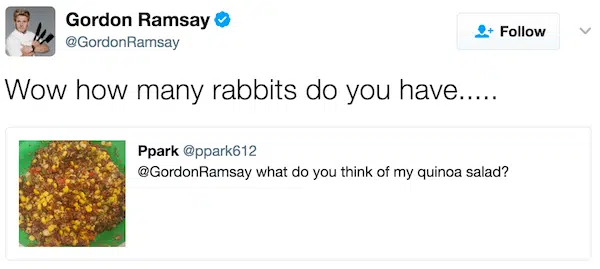 Gordon Ramsay
@GordonRamsay
Follow
Wow how many rabbits do you have.....
Ppark @ppark612
@GordonRamsay what do you think of my quinoa salad?